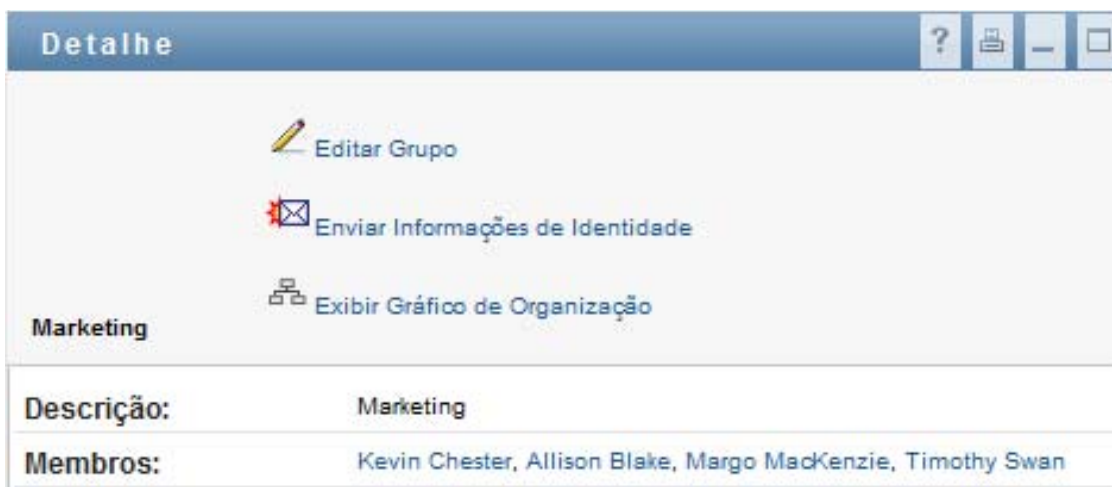 Detalhe
?
Editar Grupo
Enviar Informações de Identidade
Exibir Gráfico de Organização
Marketing
Descrição: Marketing
Membros: Kevin Chester, Allison Blake, Margo MacKenzie, Timothy Swan